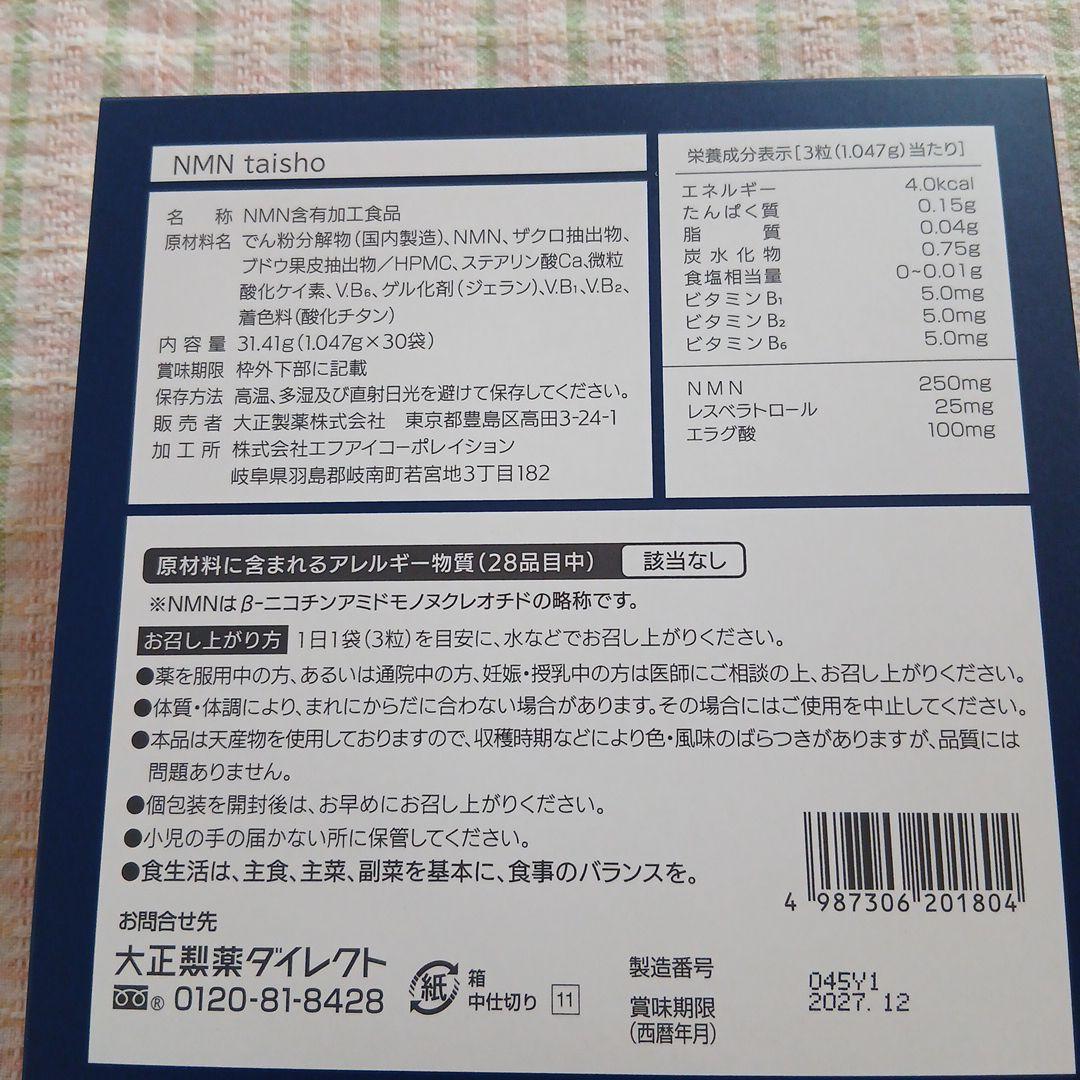 NMN taisho
名 称 NMN含有加工食品
原材料名 でん粉分解物(国内製造)、NMN、ザクロ抽出物、
ブドウ果皮抽出物/HPMC、ステアリン酸Ca、微粒
酸化ケイ素、V.B₆、ゲル化剤(ジェラン)、V.B₁、V.B₂、
着色料(酸化チタン)
内容量 31.41g(1.047g×30袋)
賞味期限 枠外下部に記載
保存方法 高温、多湿及び直射日光を避けて保存してください。
販売者 大正製薬株式会社 東京都豊島区高田3-24-1
加工所 株式会社エフアイコーポレイション
岐阜県羽島郡岐南町若宮地3丁目182
栄養成分表示[3粒(1.047g)当たり]
エネルギー 4.0kcal
たんぱく質 0.15g
脂質 0.04g
炭水化物 0.75g
食塩相当量 0~0.01g
ビタミンB₁ 5.0mg
ビタミンB₂ 5.0mg
ビタミンB₆ 5.0mg
NMN 250mg
レスベラトロール 25mg
エラグ酸 100mg
原材料に含まれるアレルギー物質(28品目中) 該当なし
※NMNはβ-ニコチンアミドモノヌクレオチドの略称です。
お召し上がり方 1日1袋(3粒)を目安に、水などでお召し上がりください。
●薬を服用中の方、あるいは通院中の方、妊娠・授乳中の方は医師にご相談の上、お召し上がりください。
●体質・体調により、まれにからだに合わない場合があります。その場合にはご使用を中止してください。
●本品は天産物を使用しておりますので、収穫時期などにより色・風味のばらつきがありますが、品質には
問題ありません。
●個包装を開封後は、お早めにお召し上がりください。
●小児の手の届かない所に保管してください。
●食生活は、主食、主菜、副菜を基本に、食事のバランスを。
4 987306 201804
お問合せ先
大正製薬ダイレクト
® 0120-81-8428
紙 箱
中仕切り 11
製造番号 045Y1
賞味期限 2027.12
(西暦年月)